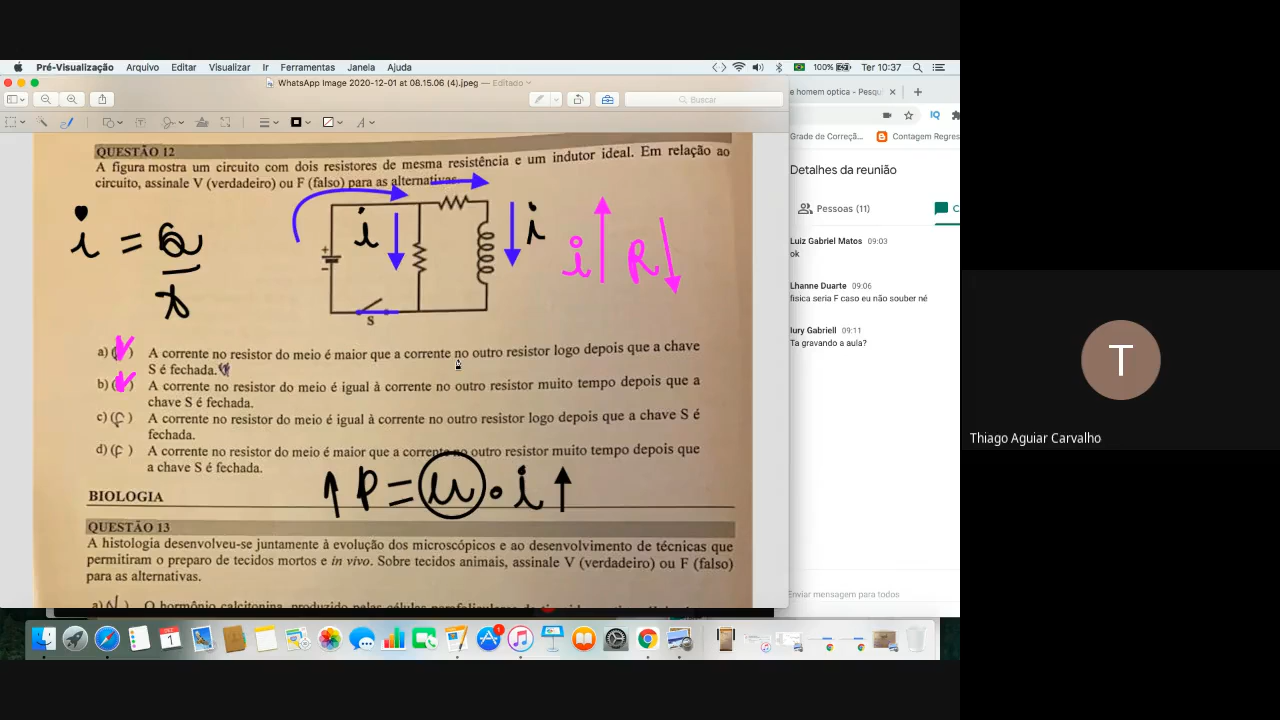 Pré-Visualização Arquivo Editar Visualizar Ir Ferramentas Janela Ajuda 100% Ter 10:37
WhatsApp Image 2020-12-01 at 08.15.06 (4).jpeg — Editado
Buscar
e homem optica - Pesqu
IQ
Grade de Correçã... Contagem Regres
QUESTÃO 12
A figura mostra um circuito com dois resistores de mesma resistência e um indutor ideal. Em relação ao
circuito, assinale V (verdadeiro) ou F (falso) para as alternativas.
i = Q
t
i
i
i R
+
−
S
a) (V) A corrente no resistor do meio é maior que a corrente no outro resistor logo depois que a chave
S é fechada.
b) (V) A corrente no resistor do meio é igual à corrente no outro resistor muito tempo depois que a
chave S é fechada.
c) (F) A corrente no resistor do meio é igual à corrente no outro resistor logo depois que a chave S é
fechada.
d) (F) A corrente no resistor do meio é maior que a corrente no outro resistor muito tempo depois que
a chave S é fechada.
↑ P = u . i ↑
BIOLOGIA
QUESTÃO 13
A histologia desenvolveu-se juntamente à evolução dos microscópicos e ao desenvolvimento de técnicas que
permitiram o preparo de tecidos mortos e in vivo. Sobre tecidos animais, assinale V (verdadeiro) ou F (falso)
para as alternativas.
O hormônio calcitonina, produzido pelas células parafoliculares
Detalhes da reunião
Pessoas (11)
C
Luiz Gabriel Matos 09:03
ok
Lhanne Duarte 09:06
fisica seria F caso eu não souber né
Iury Gabriell 09:11
Ta gravando a aula?
Enviar mensagem para todos
T
Thiago Aguiar Carvalho
1
1